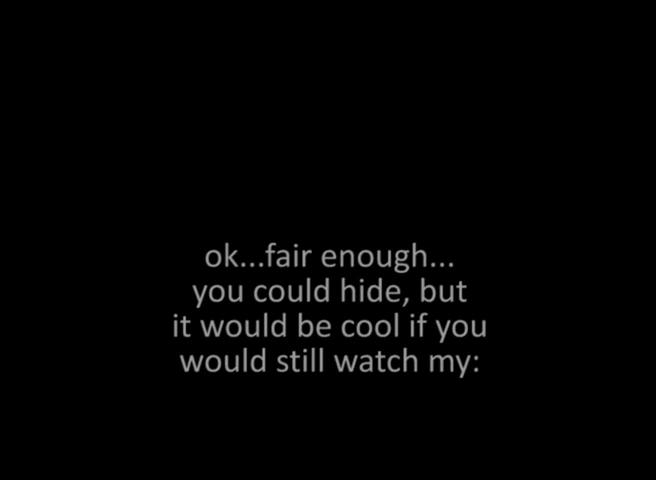 ok...fair enough...
you could hide, but
it would be cool if you
would still watch my: